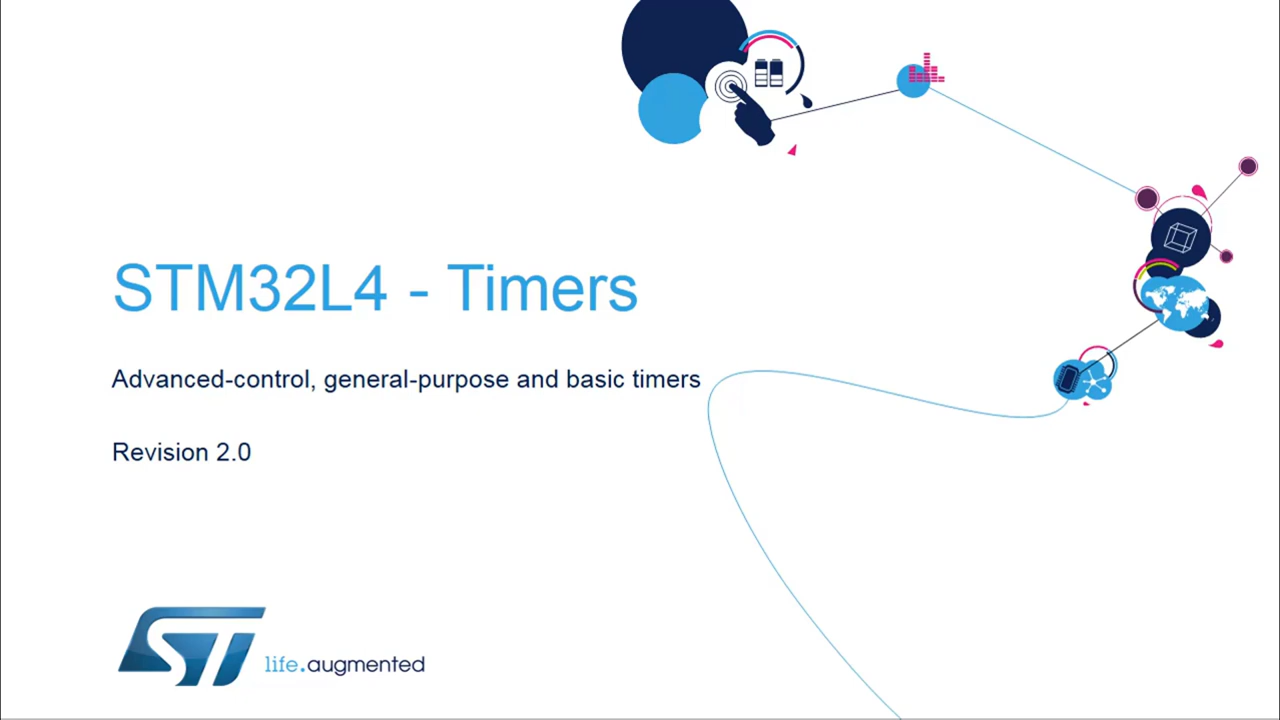 STM32L4 - Timers
Advanced-control, general-purpose and basic timers
Revision 2.0
ST
life.augmented